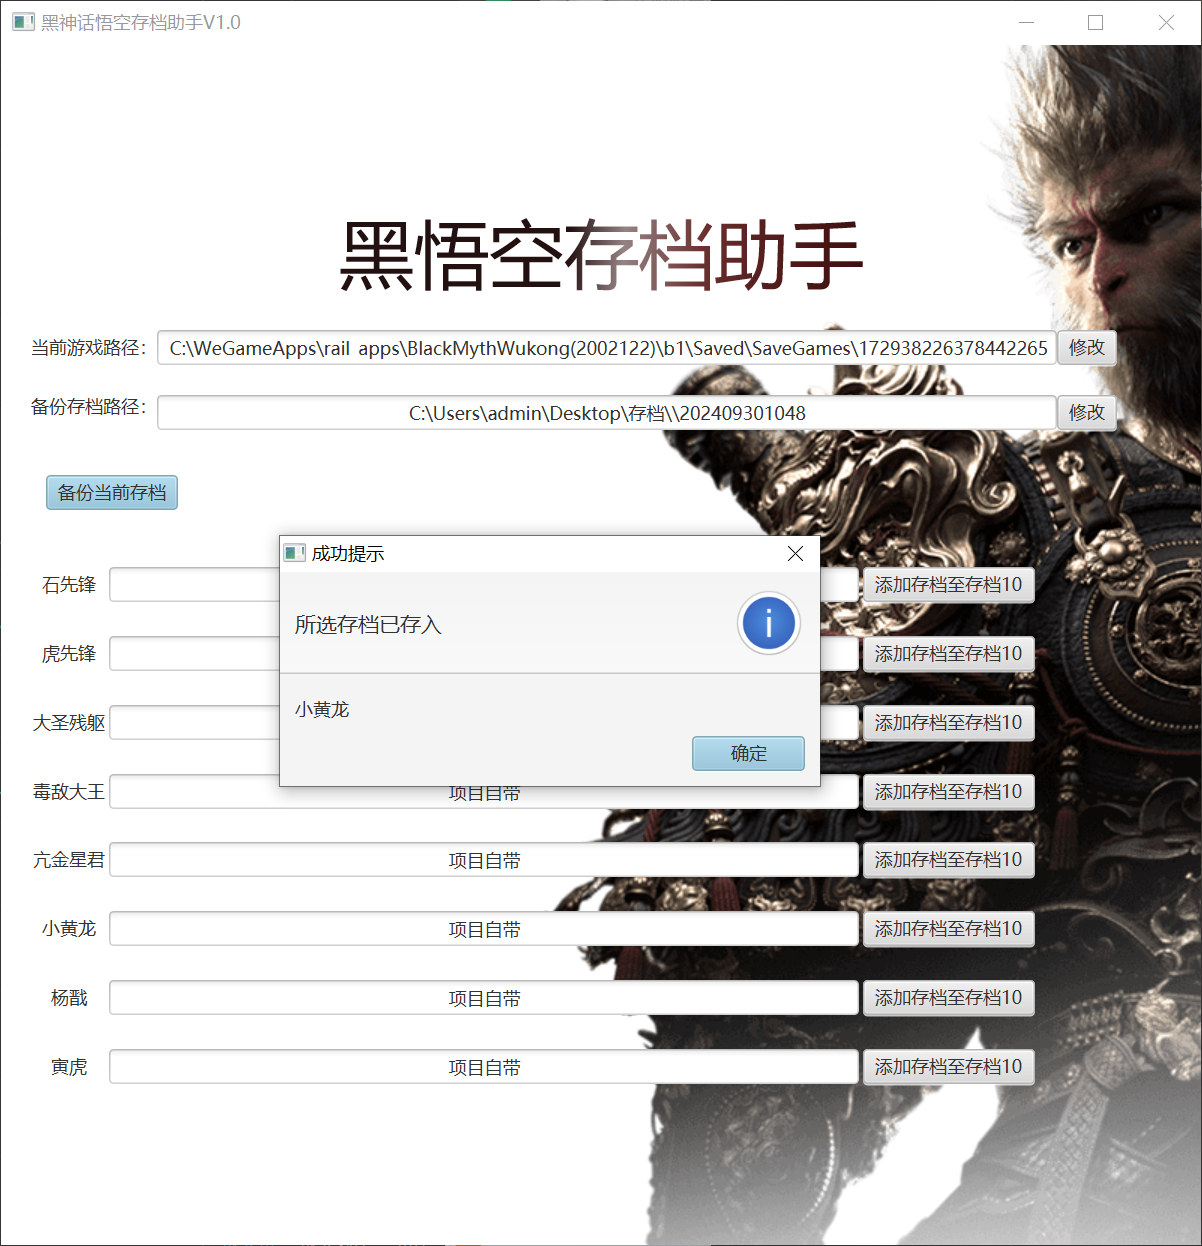 黑神话悟空存档助手V1.0
黑悟空存档助手
当前游戏路径： C:\WeGameApps\rail apps\BlackMythWukong(2002122)\b1\Saved\SaveGames\172938226378442265 修改
备份存档路径： C:\Users\admin\Desktop\存档\\202409301048 修改
备份当前存档
成功提示
所选存档已存入
小黄龙
确定
石先锋 添加存档至存档10
虎先锋 添加存档至存档10
大圣残躯 添加存档至存档10
毒敌大王 项目自带 添加存档至存档10
亢金星君 项目自带 添加存档至存档10
小黄龙 项目自带 添加存档至存档10
杨戬 项目自带 添加存档至存档10
寅虎 项目自带 添加存档至存档10